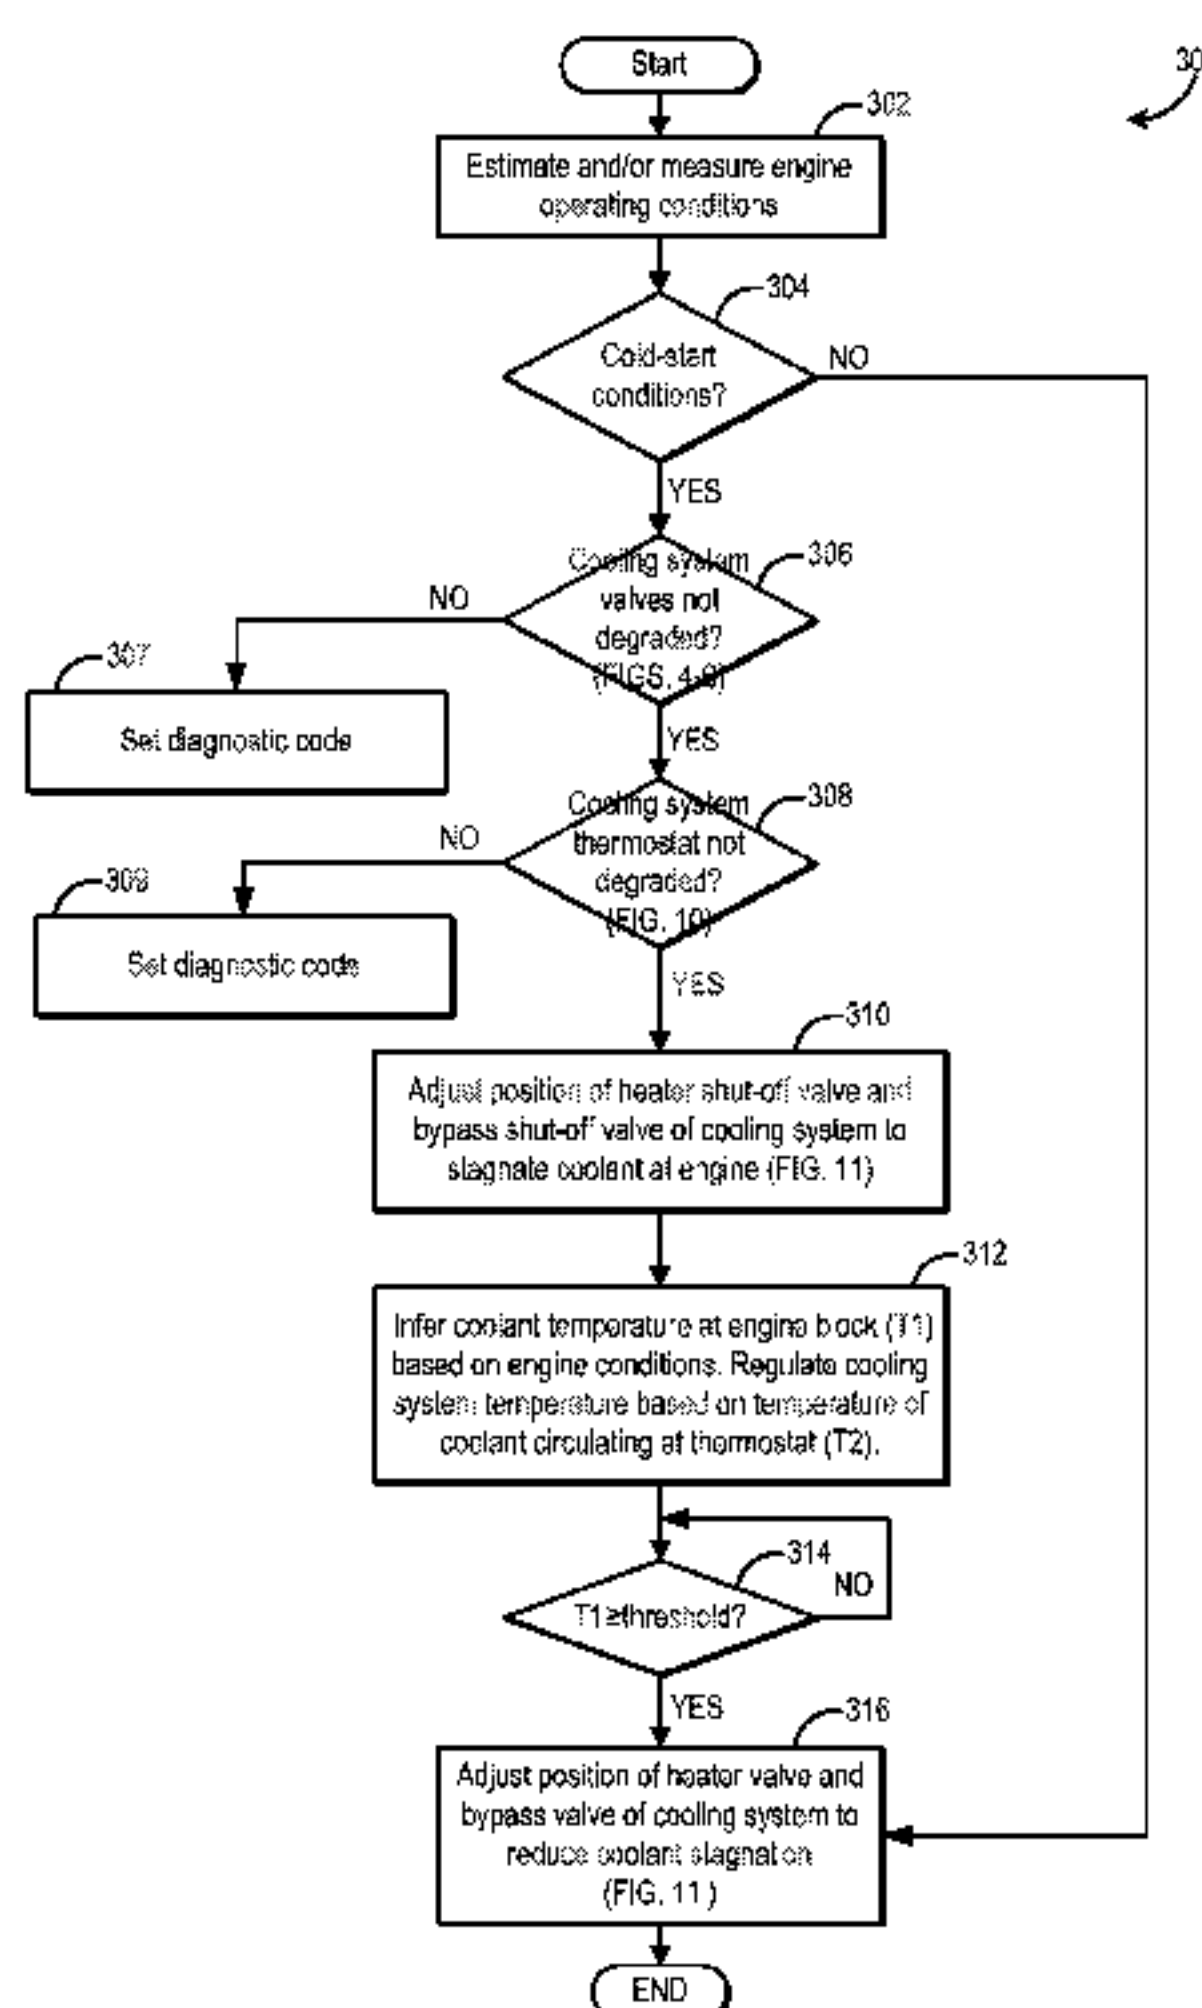 Start
30
302
Estimate and/or measure engine
operating conditions
304
Cold-start
conditions?
NO
YES
306
Cooling system
valves not
degraded?
(FIGS. 4-9)
NO
307
Set diagnostic code
YES
308
Cooling system
thermostat not
degraded?
(FIG. 10)
NO
309
Set diagnostic code
YES
310
Adjust position of heater shut-off valve and
bypass shut-off valve of cooling system to
stagnate coolant at engine (FIG. 11)
312
Infer coolant temperature at engine block (T1)
based on engine conditions. Regulate cooling
system temperature based on temperature of
coolant circulating at thermostat (T2).
314
T1≥threshold?
NO
YES
316
Adjust position of heater valve and
bypass valve of cooling system to
reduce coolant stagnation
(FIG. 11)
END